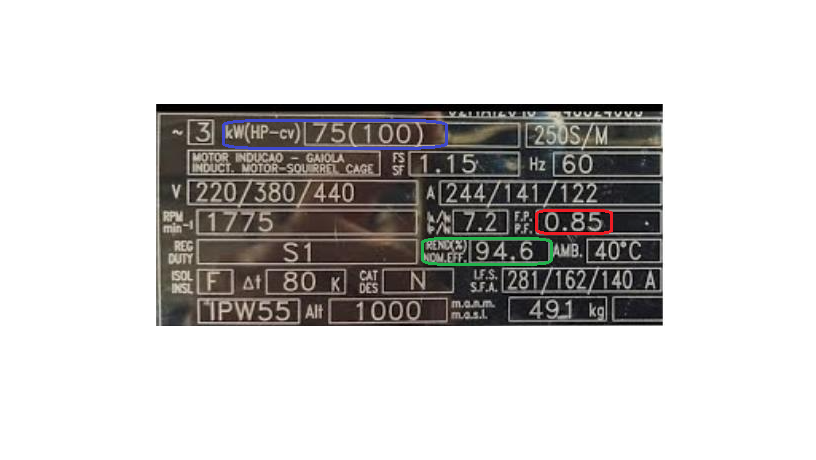 ~ 3 kW(HP-cv) 75(100) 250S/M
MOTOR INDUCAO - GAIOLA
INDUCT. MOTOR-SQUIRREL CAGE
FS
SF
1.15 Hz 60
V 220/380/440 A 244/141/122
RPM
min-1
1775 7.2
F.P.
P.F.
0.85
REG
DUTY
S1
REND(%)
NOM.EFF.
94.6 AMB. 40°C
ISOL
INSL
F Δt 80 K
CAT
DES
N
I.F.S.
S.F.A.
281/162/140 A
IPW55 Alt 1000
m.a.n.m.
m.a.s.l.
491 kg